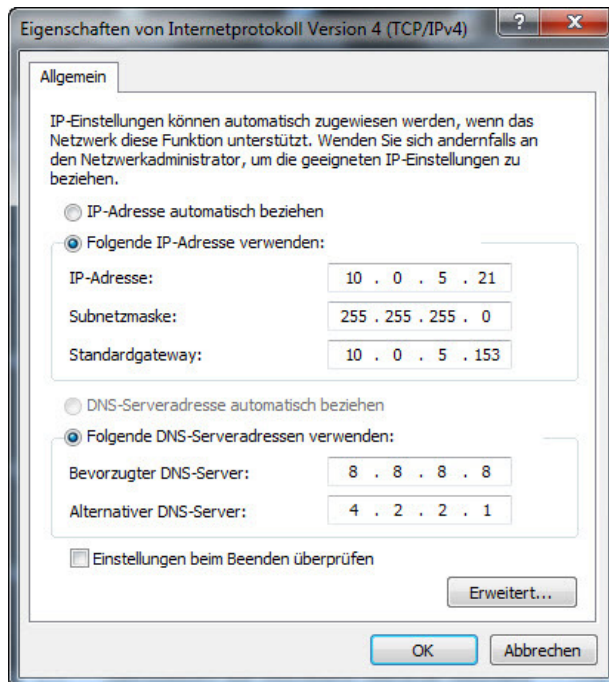 Eigenschaften von Internetprotokoll Version 4 (TCP/IPv4)
?
X
Allgemein
IP-Einstellungen können automatisch zugewiesen werden, wenn das
Netzwerk diese Funktion unterstützt. Wenden Sie sich andernfalls an
den Netzwerkadministrator, um die geeigneten IP-Einstellungen zu
beziehen.
IP-Adresse automatisch beziehen
Folgende IP-Adresse verwenden:
IP-Adresse: 10 . 0 . 5 . 21
Subnetzmaske: 255 . 255 . 255 . 0
Standardgateway: 10 . 0 . 5 . 153
DNS-Serveradresse automatisch beziehen
Folgende DNS-Serveradressen verwenden:
Bevorzugter DNS-Server: 8 . 8 . 8 . 8
Alternativer DNS-Server: 4 . 2 . 2 . 1
Einstellungen beim Beenden überprüfen
Erweitert...
OK Abbrechen